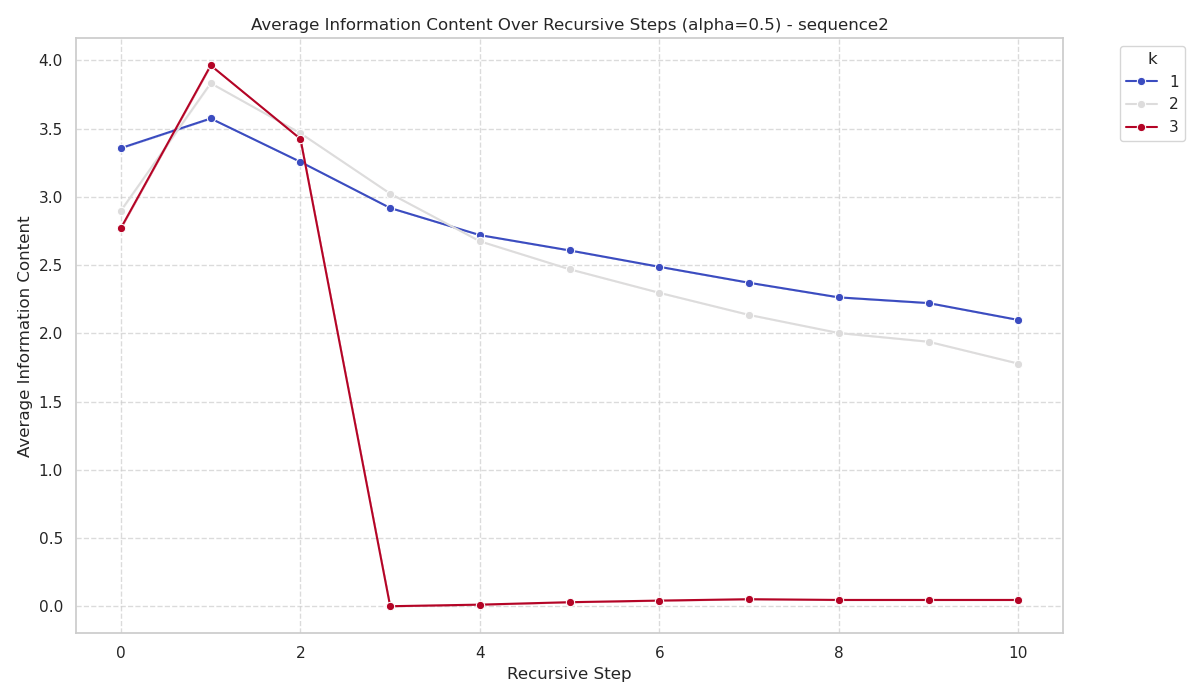 Average Information Content Over Recursive Steps (alpha=0.5) - sequence2
k
1
2
3
4.0
3.5
3.0
2.5
2.0
1.5
1.0
0.5
0.0
Average Information Content
0 2 4 6 8 10
Recursive Step